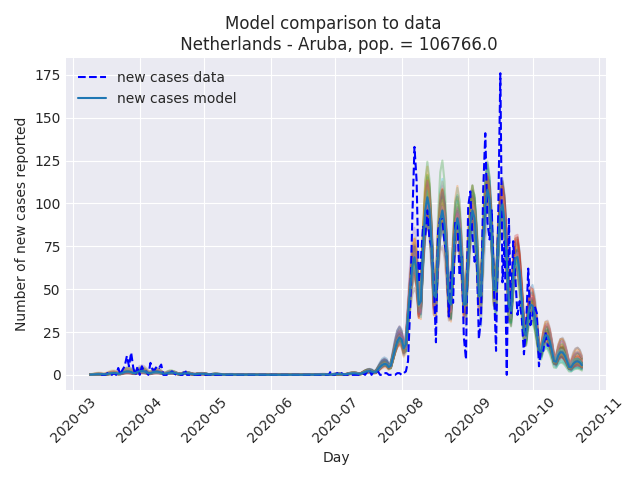 Model comparison to data
Netherlands - Aruba, pop. = 106766.0
new cases data
new cases model
Number of new cases reported
175
150
125
100
75
50
25
0
2020-03
2020-04
2020-05
2020-06
2020-07
2020-08
2020-09
2020-10
2020-11
Day